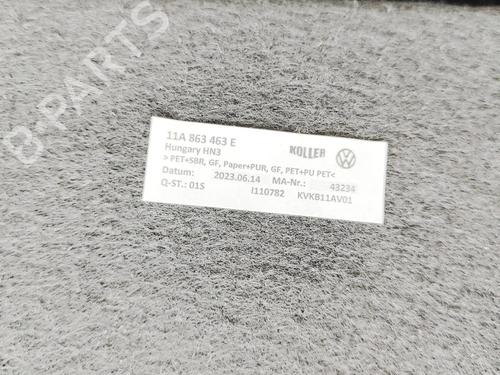 11A 863 463 E KOLLER
Hungary HN3
> PET+SBR, GF, Paper+PUR, GF, PET+PU PET<
Datum: 2023.06.14 MA-Nr.: 43234
Q-ST.: 01S I110782 KVKB11AV01
B-PARTS